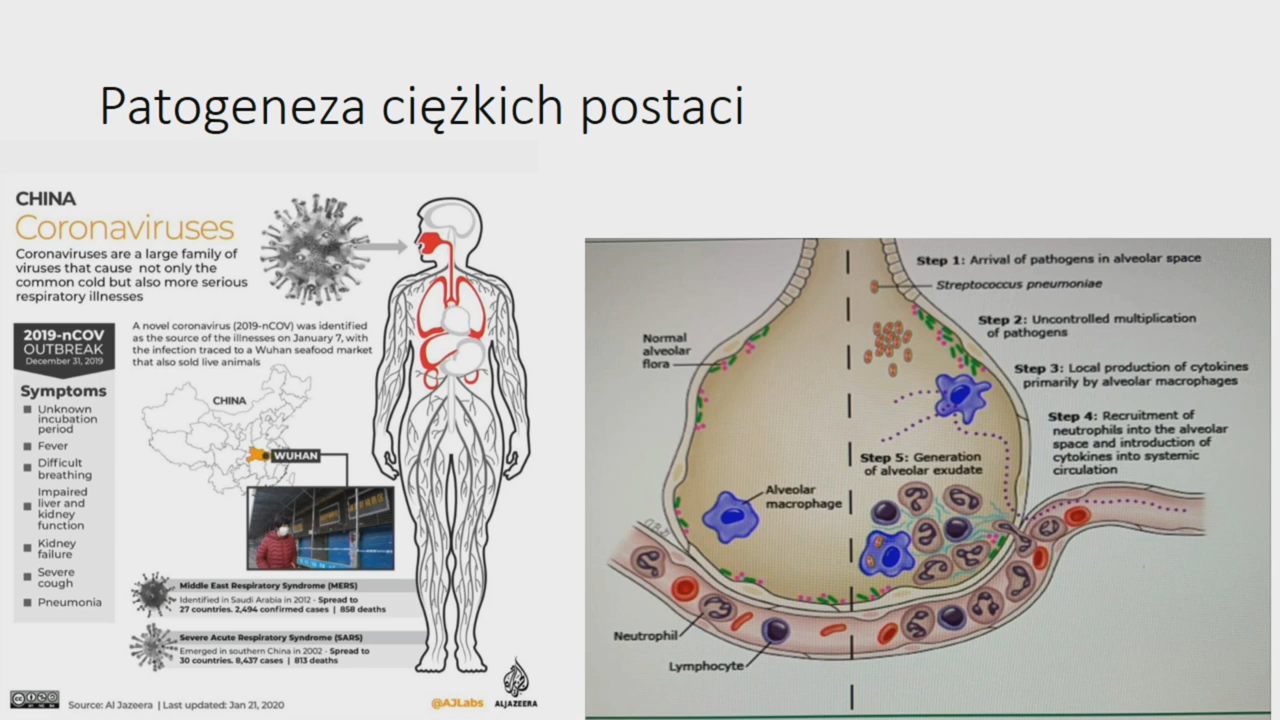 Patogeneza ciężkich postaci
CHINA
Coronaviruses
Coronaviruses are a large family of
viruses that cause not only the
common cold but also more serious
respiratory illnesses
2019-nCOV
OUTBREAK
December 31, 2019
Symptoms
Unknown
incubation
period
Fever
Difficult
breathing
Impaired
liver and
kidney
function
Kidney
failure
Severe
cough
Pneumonia
A novel coronavirus (2019-nCOV) was identified
as the source of the illnesses on January 7, with
the infection traced to a Wuhan seafood market
that also sold live animals
CHINA
WUHAN
Middle East Respiratory Syndrome (MERS)
Identified in Saudi Arabia in 2012 - Spread to
27 countries. 2,494 confirmed cases | 858 deaths
Severe Acute Respiratory Syndrome (SARS)
Emerged in southern China in 2002 - Spread to
30 countries. 8,437 cases | 813 deaths
Source: Al Jazeera | Last updated: Jan 21, 2020
@AJLabs
ALJAZEERA
Step 1: Arrival of pathogens in alveolar space
Streptococcus pneumoniae
Step 2: Uncontrolled multiplication
of pathogens
Normal
alveolar
flora
Step 3: Local production of cytokines
primarily by alveolar macrophages
Step 4: Recruitment of
neutrophils into the alveolar
space and introduction of
cytokines into systemic
circulation
Step 5: Generation
of alveolar exudate
Alveolar
macrophage
Neutrophil
Lymphocyte